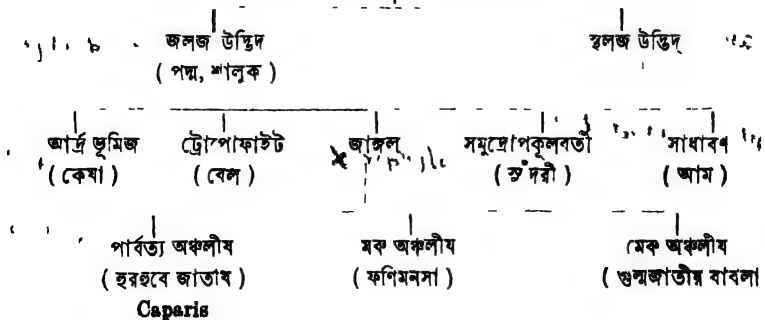 জলজ উদ্ভিদ স্থলজ উদ্ভিদ্
( পদ্ম, শালুক )
আর্দ্র ভূমিজ ট্রোপোফাইট জাঙ্গল সমুদ্রোপকূলবর্তী সাধাবণ
( কেযা ) ( বেল ) ( সুঁদরী ) ( আম )
পার্বত্য অঞ্চলীয মরু অঞ্চলীয মেরু অঞ্চলীয
( হুরহুবে জাতীয ) ( ফণিমনসা ) ( গুল্মজাতীয় বাবলা
Caparis